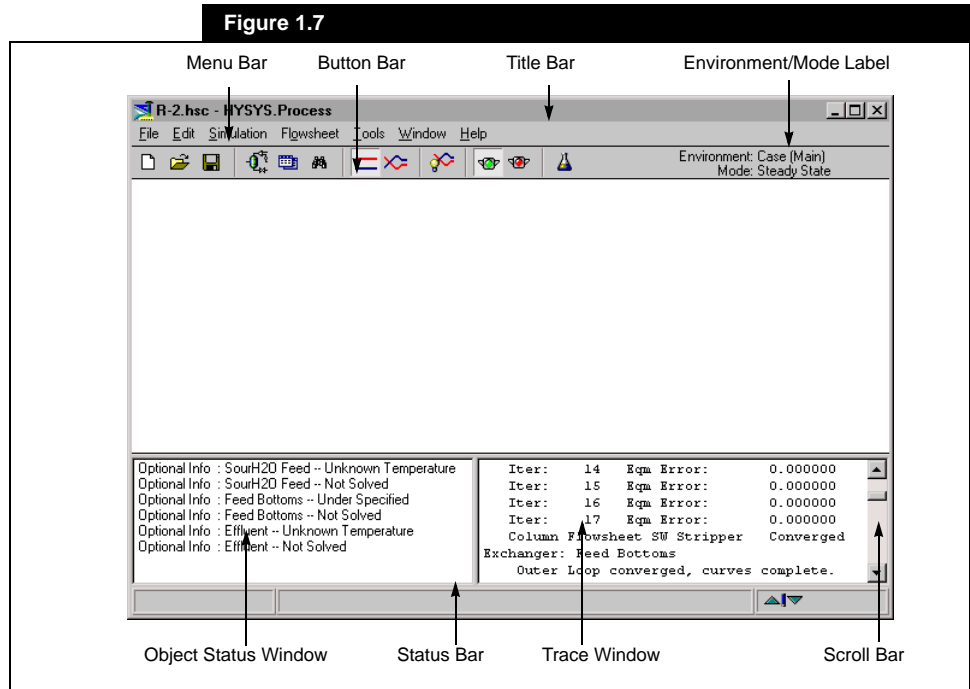 Figure 1.7
Menu Bar Button Bar Title Bar Environment/Mode Label
R-2.hsc - HYSYS.Process
File Edit Simulation Flowsheet Tools Window Help
Environment: Case (Main)
Mode: Steady State
Optional Info : SourH2O Feed -- Unknown Temperature
Optional Info : SourH2O Feed -- Not Solved
Optional Info : Feed Bottoms -- Under Specified
Optional Info : Feed Bottoms -- Not Solved
Optional Info : Effluent -- Unknown Temperature
Optional Info : Effluent -- Not Solved
Iter: 14 Eqm Error: 0.000000
Iter: 15 Eqm Error: 0.000000
Iter: 16 Eqm Error: 0.000000
Iter: 17 Eqm Error: 0.000000
Column Flowsheet SW Stripper Converged
Exchanger: Feed Bottoms
Outer Loop converged, curves complete.
Object Status Window Status Bar Trace Window Scroll Bar